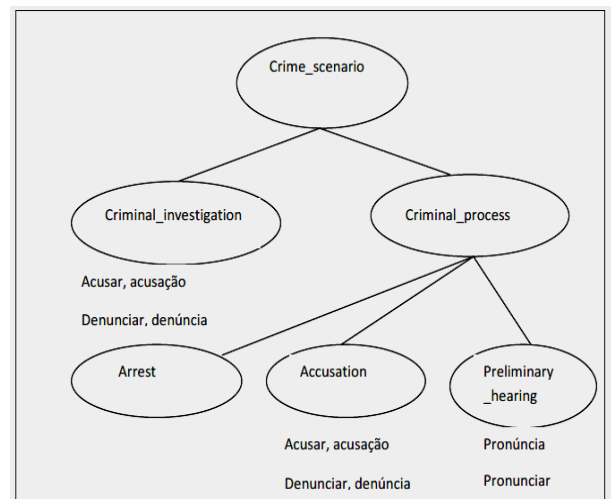 Crime_scenario
Criminal_investigation
Criminal_process
Acusar, acusação
Denunciar, denúncia
Arrest
Accusation
Preliminary
_hearing
Acusar, acusação
Pronúncia
Denunciar, denúncia
Pronunciar